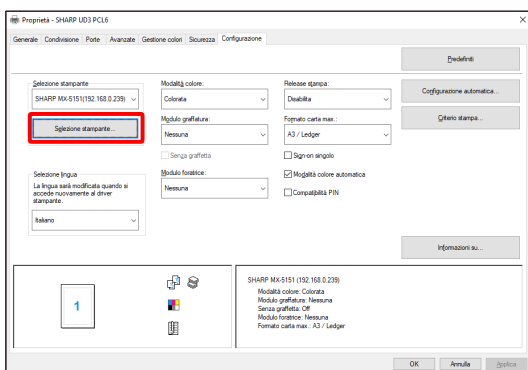 Proprietà - SHARP UD3 PCL6
Generale Condivisione Porte Avanzate Gestione colori Sicurezza Configurazione
Predefiniti
Selezione stampante
SHARP MX-5151(192.168.0.239)
Selezione stampante...
Modalità colore:
Colorata
Release stampa:
Disabilita
Configurazione automatica...
Modulo graffatura:
Nessuna
Formato carta max.:
A3 / Ledger
Criterio stampa...
Senza graffetta
Sign-on singolo
Selezione lingua
La lingua sarà modificata quando si
accede nuovamente al driver
stampante.
Italiano
Modulo foratrice:
Nessuna
Modalità colore automatica
Compatibilità PIN
Informazioni su...
1
SHARP MX-5151 (192.168.0.239)
Modalità colore: Colorata
Modulo graffatura: Nessuna
Senza graffetta: Off
Modulo foratrice: Nessuna
Formato carta max.: A3 / Ledger
OK Annulla Applica